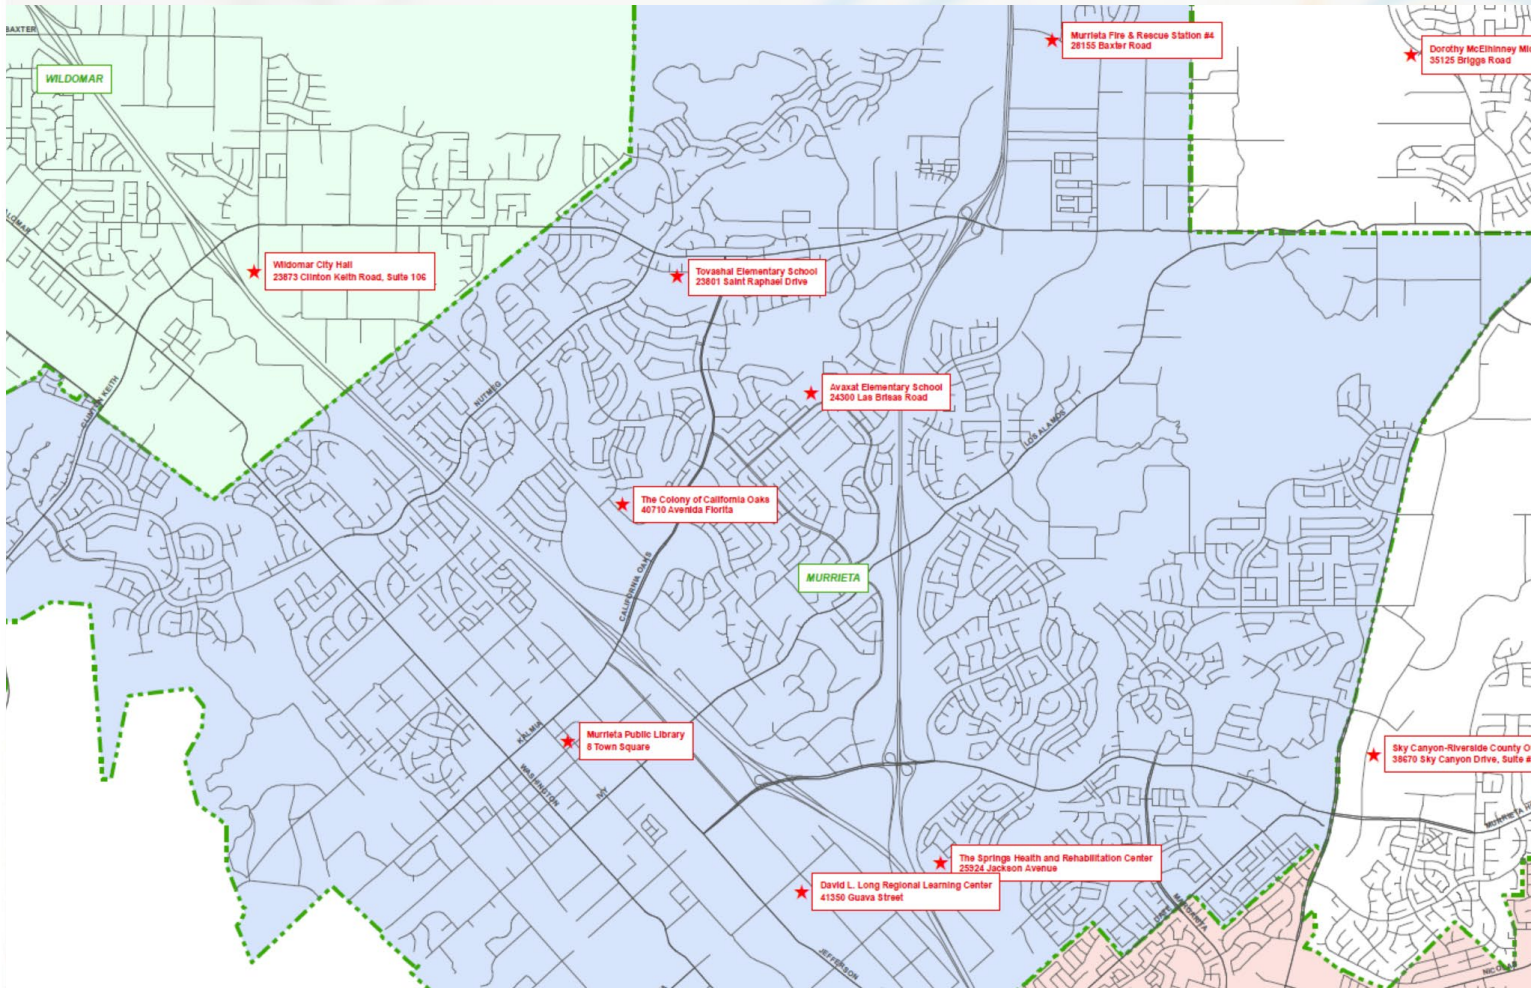 BAXTER
Murrieta Fire & Rescue Station #4
28155 Baxter Road
Dorothy McElhinney
35125 Briggs Road
WILDOMAR
Wildomar City Hall
23873 Clinton Keith Road, Suite 106
Tovashal Elementary School
23801 Saint Raphael Drive
CLINTON KEITH
NUTMEG
Avaxat Elementary School
24300 Las Brisas Road
LOS ALAMOS
The Colony of California Oaks
40710 Avenida Florita
CALIFORNIA OAKS
MURRIETA
KALMIA
Murrieta Public Library
8 Town Square
WASHINGTON
IVY
Sky Canyon-Riverside County
38670 Sky Canyon Drive, Suite #
MURRIETA
The Springs Health and Rehabilitation Center
25924 Jackson Avenue
David L. Long Regional Learning Center
41350 Guava Street
DATE
MARGARITA
JEFFERSON